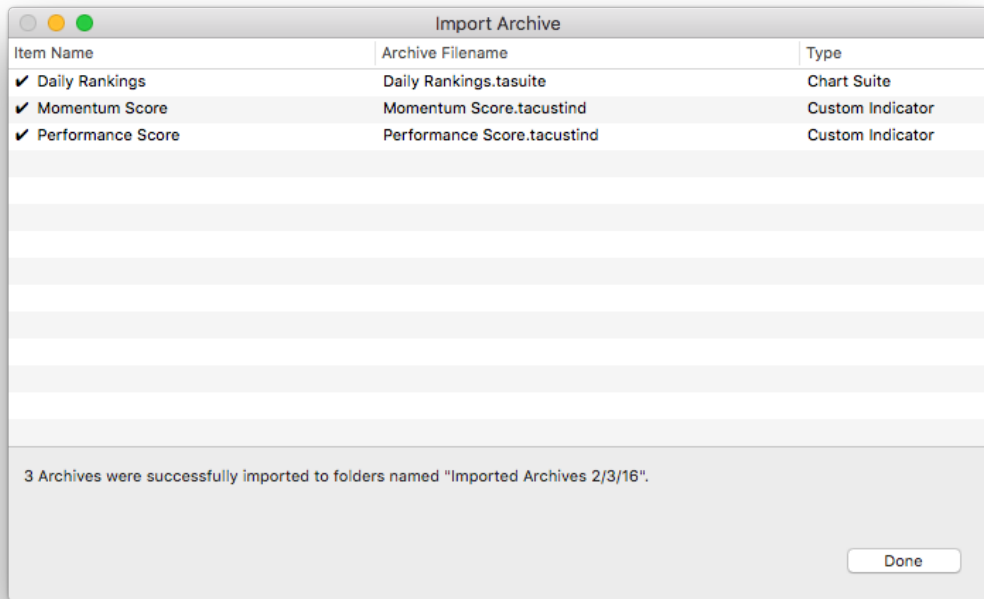 Import Archive
Item Name Archive Filename Type
✔ Daily Rankings Daily Rankings.tasuite Chart Suite
✔ Momentum Score Momentum Score.tacustind Custom Indicator
✔ Performance Score Performance Score.tacustind Custom Indicator
3 Archives were successfully imported to folders named "Imported Archives 2/3/16".
Done